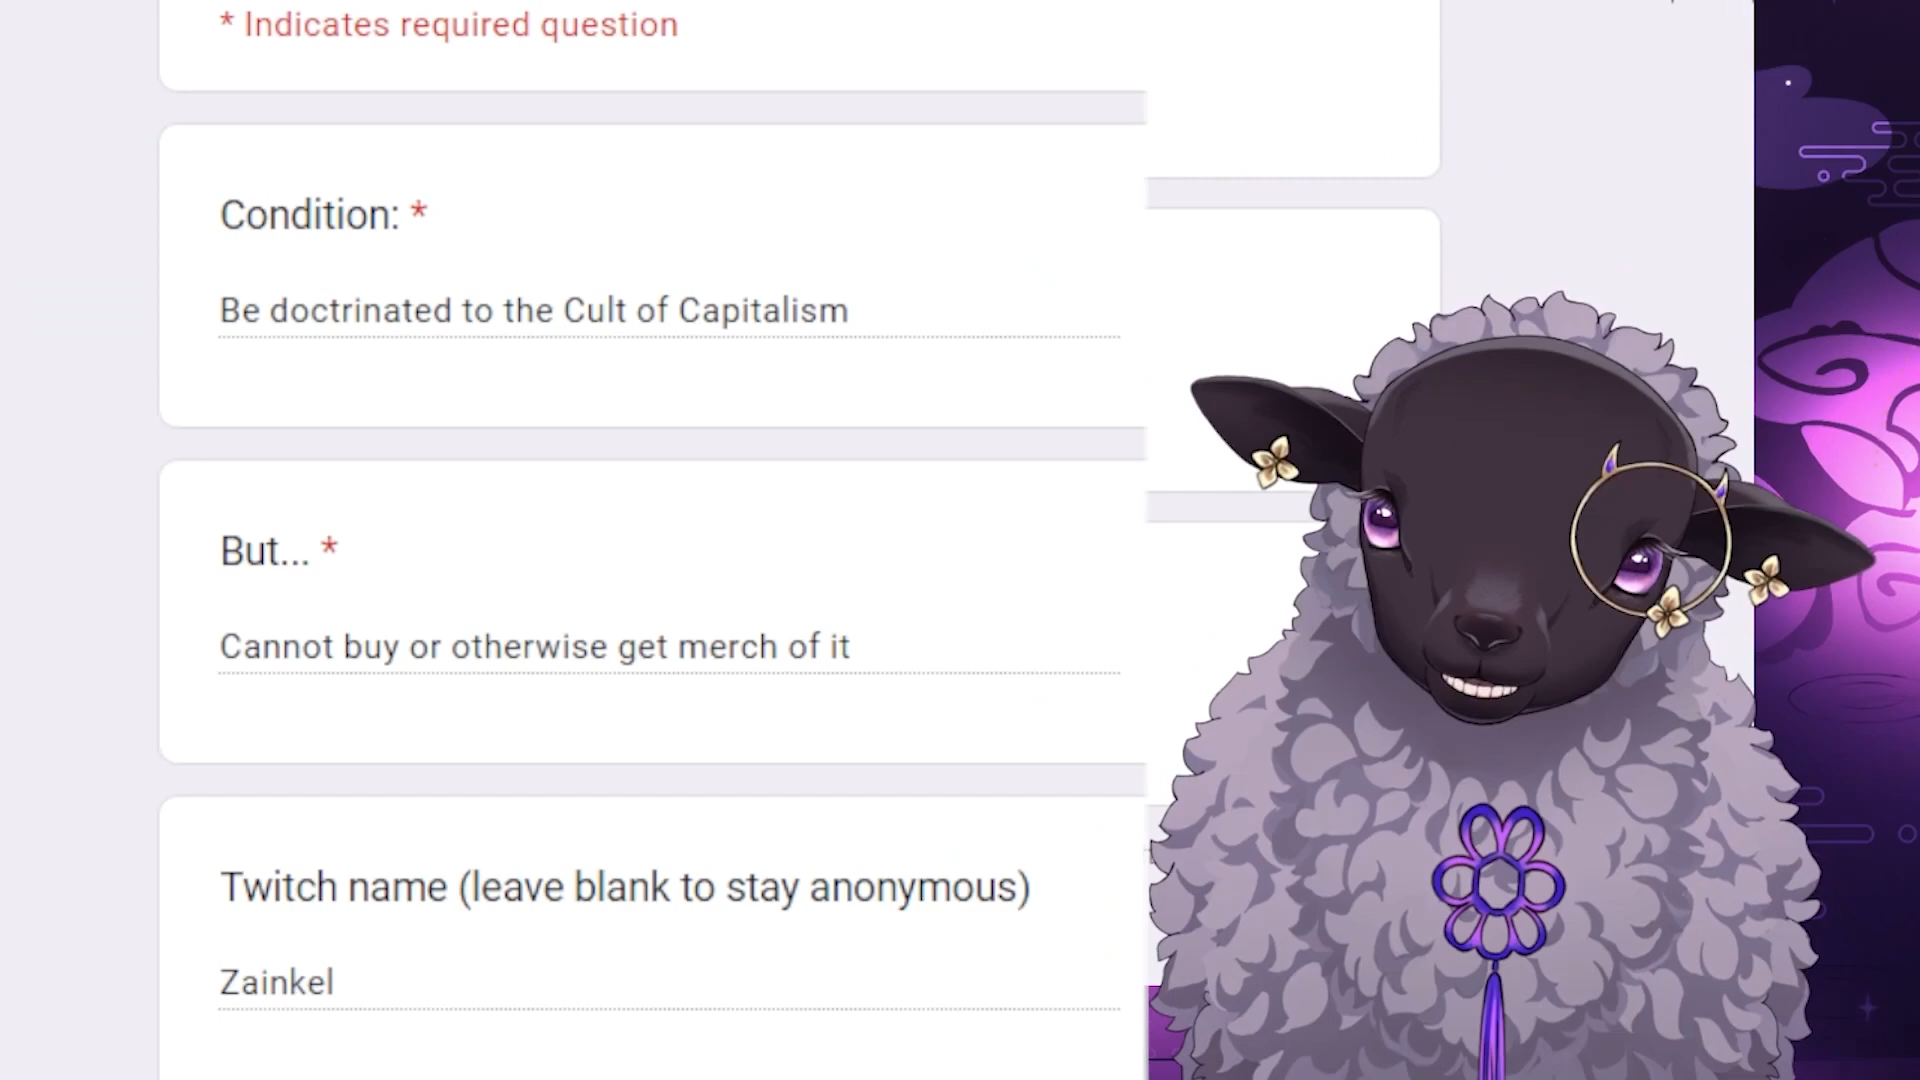 * Indicates required question
Condition: *
Be doctrinated to the Cult of Capitalism
But... *
Cannot buy or otherwise get merch of it
Twitch name (leave blank to stay anonymous)
Zainkel